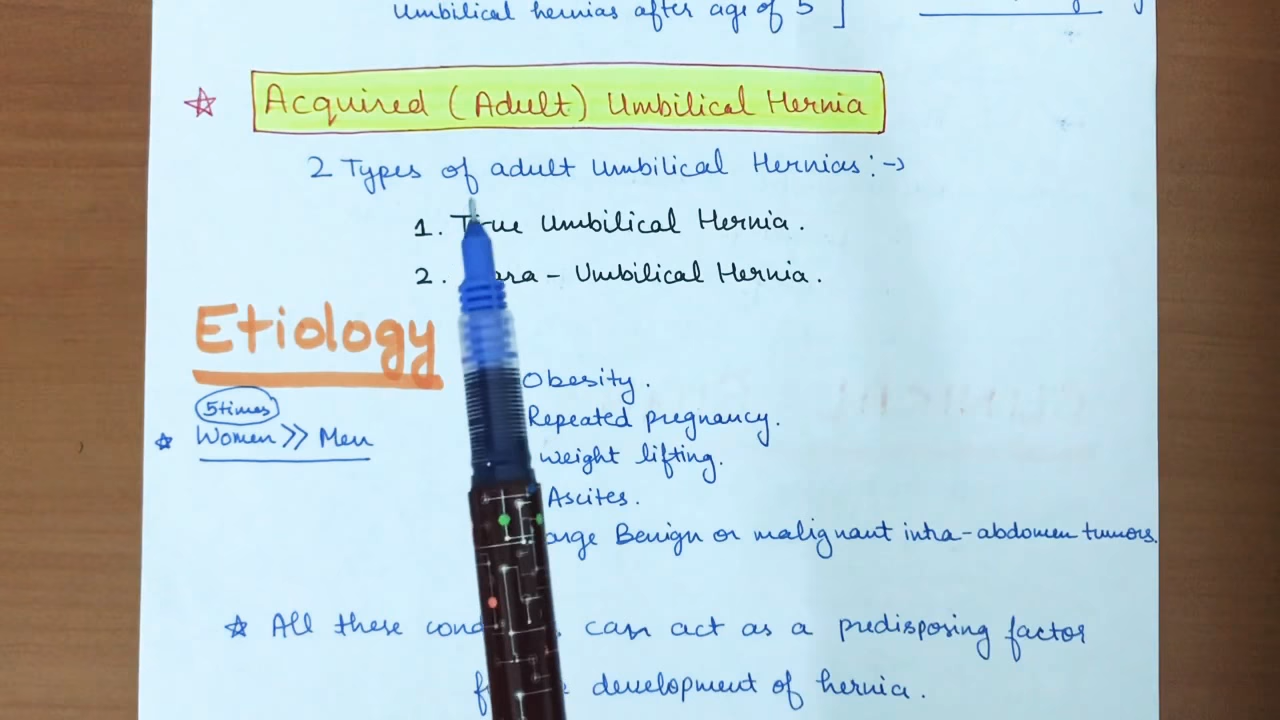 Umbilical hernias after age of 5 ]
☆ Acquired (Adult) Umbilical Hernia
2 Types of adult Umbilical Hernias :→
1. True Umbilical Hernia.
2. Para - Umbilical Hernia.
Etiology
Obesity.
5times
Repeated pregnancy.
☆ Women >> Men
weight lifting.
Ascites.
Benign or malignant intra-abdomen tumors.
☆ All these can act as a predisposing factor
development of hernia.